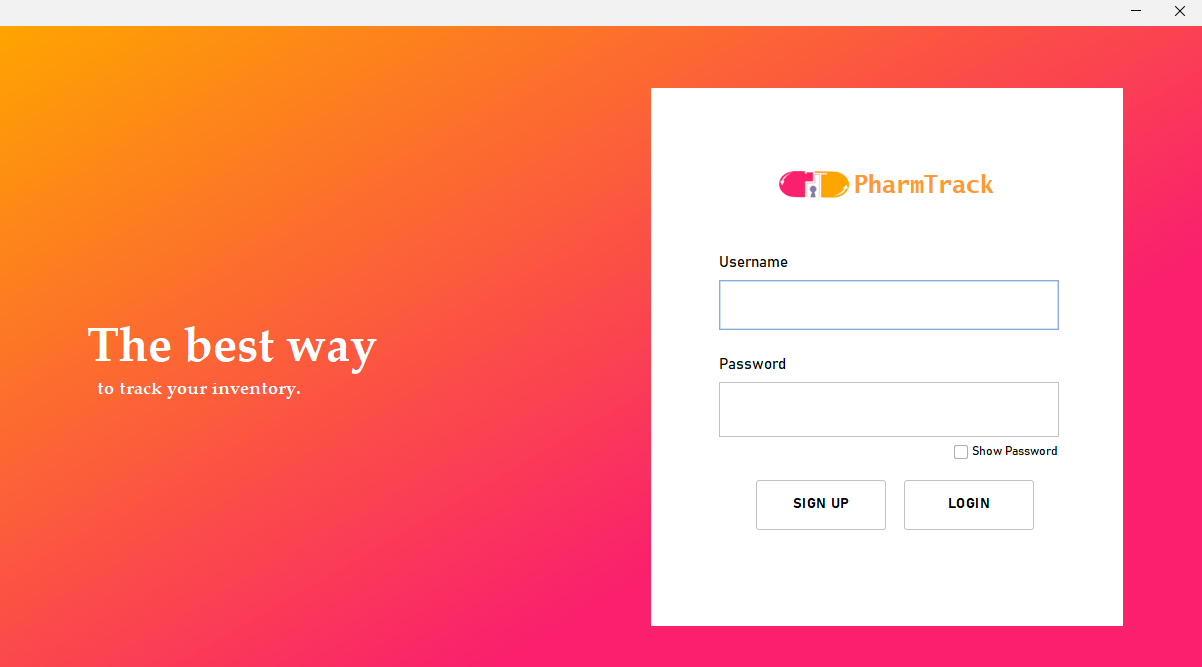 The best way
to track your inventory.
PharmTrack
Username
Password
Show Password
SIGN UP
LOGIN